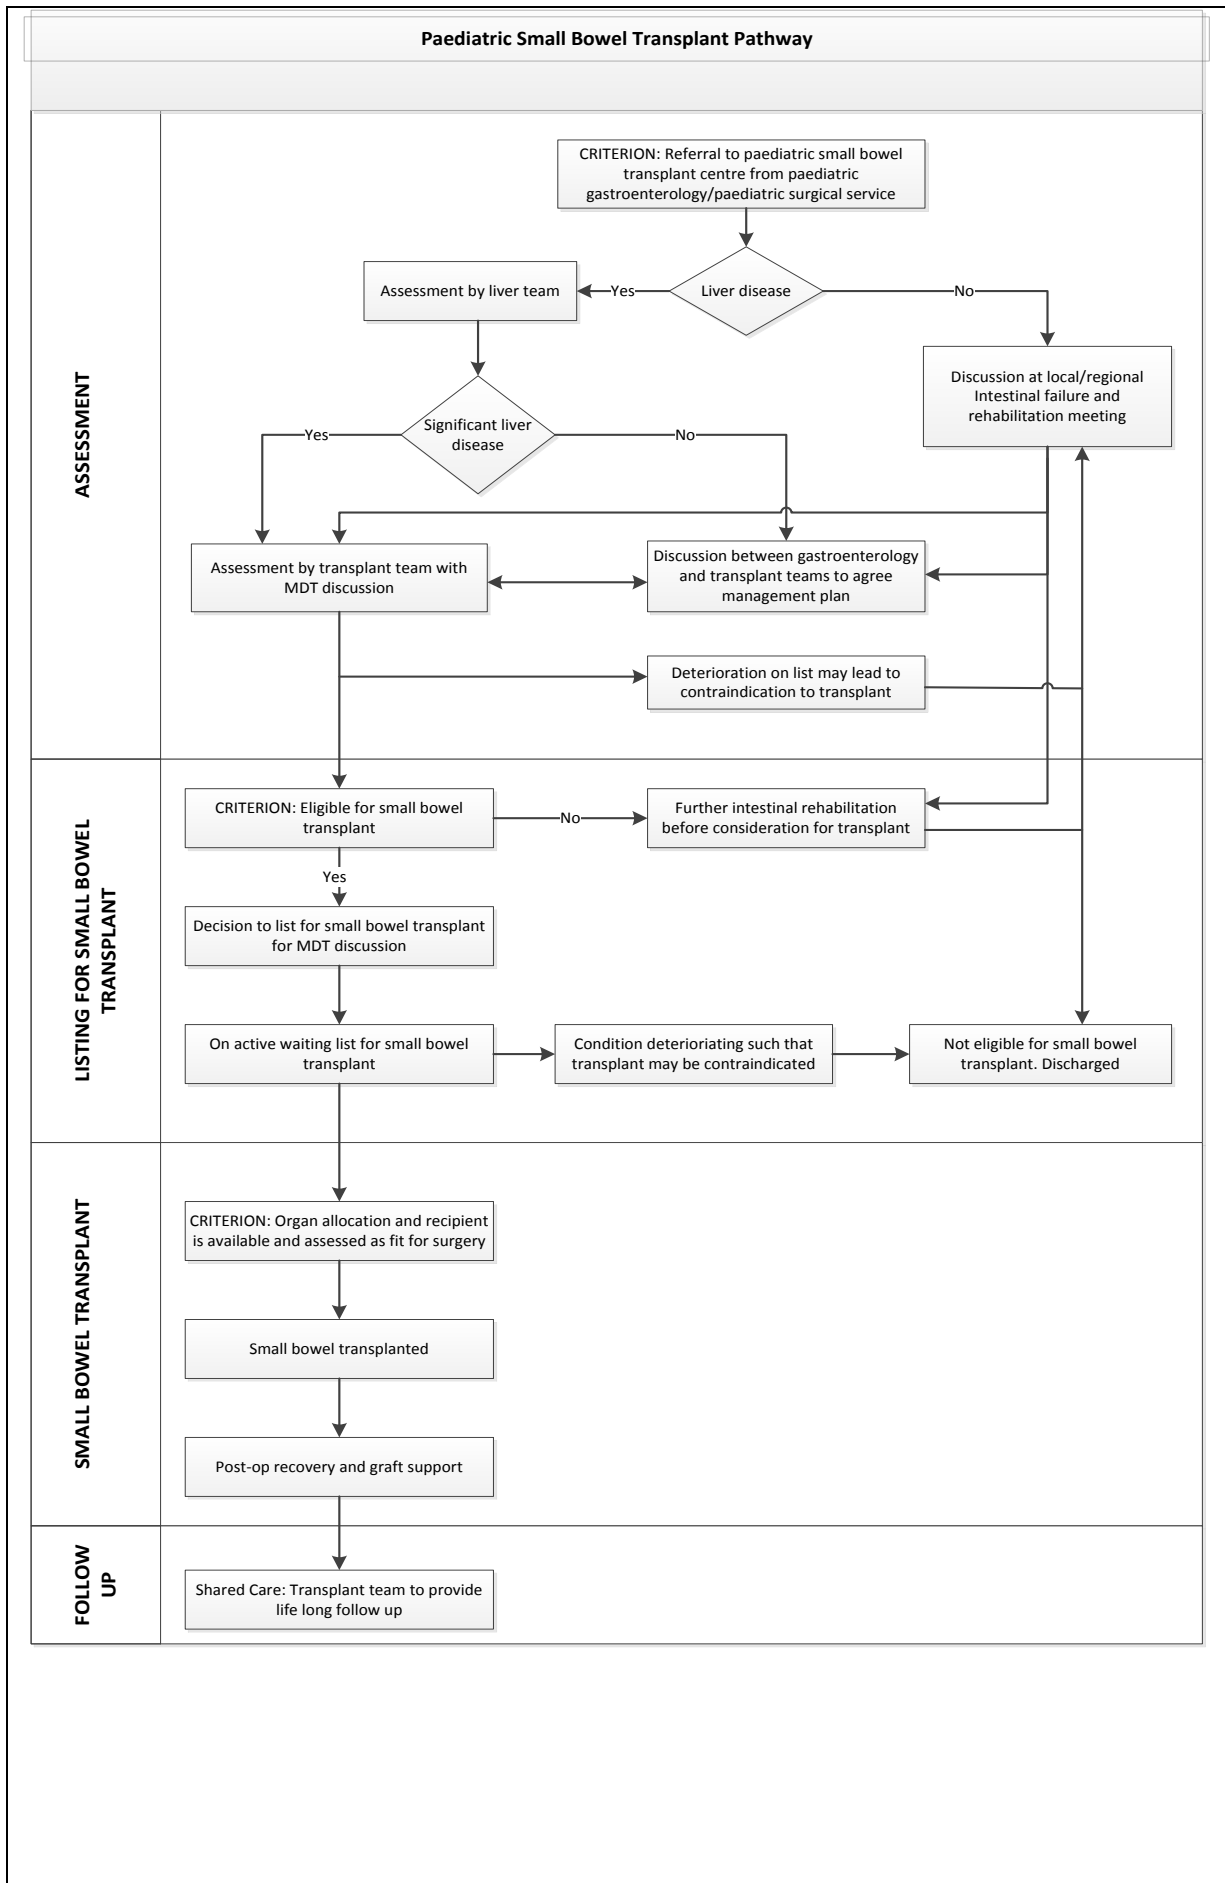 Paediatric Small Bowel Transplant Pathway
ASSESSMENT
CRITERION: Referral to paediatric small bowel
transplant centre from paediatric
gastroenterology/paediatric surgical service
Liver disease
Yes
No
Assessment by liver team
Discussion at local/regional
Intestinal failure and
rehabilitation meeting
Significant liver
disease
Yes
No
Assessment by transplant team with
MDT discussion
Discussion between gastroenterology
and transplant teams to agree
management plan
Deterioration on list may lead to
contraindication to transplant
LISTING FOR SMALL BOWEL
TRANSPLANT
CRITERION: Eligible for small bowel
transplant
No
Further intestinal rehabilitation
before consideration for transplant
Yes
Decision to list for small bowel transplant
for MDT discussion
On active waiting list for small bowel
transplant
Condition deteriorating such that
transplant may be contraindicated
Not eligible for small bowel
transplant. Discharged
SMALL BOWEL TRANSPLANT
CRITERION: Organ allocation and recipient
is available and assessed as fit for surgery
Small bowel transplanted
Post-op recovery and graft support
FOLLOW
UP
Shared Care: Transplant team to provide
life long follow up